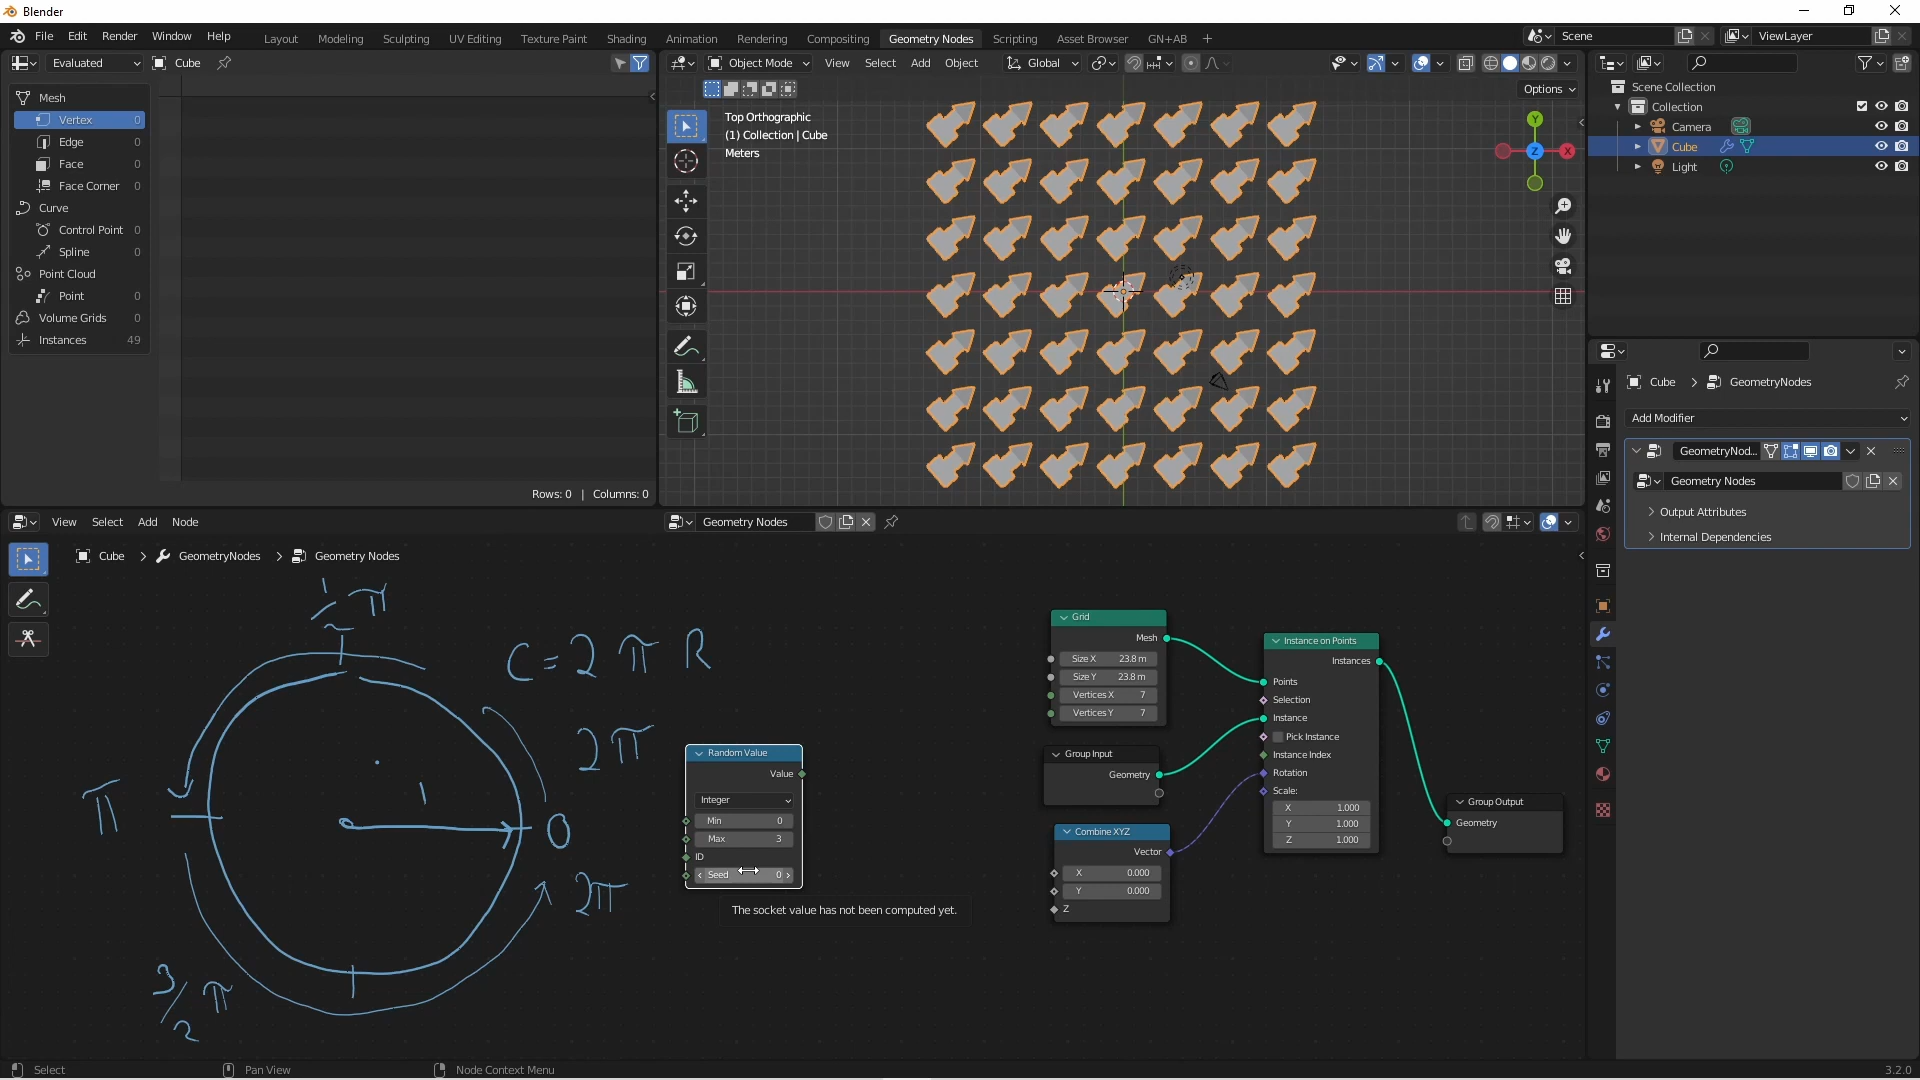 Blender
File Edit Render Window Help
Layout Modeling Sculpting UV Editing Texture Paint Shading Animation Rendering Compositing Geometry Nodes Scripting Asset Browser GN+AB +
Scene
ViewLayer
Evaluated
Cube
Mesh
Vertex 0
Edge 0
Face 0
Face Corner 0
Curve
Control Point 0
Spline 0
Point Cloud
Point 0
Volume Grids 0
Instances 49
Rows: 0 | Columns: 0
Object Mode View Select Add Object Global
Options
Top Orthographic
(1) Collection | Cube
Meters
Y
X
Z
Scene Collection
Collection
Camera
Cube
Light
Cube > GeometryNodes
Add Modifier
GeometryNod...
Geometry Nodes
Output Attributes
Internal Dependencies
View Select Add Node
Geometry Nodes
Cube > GeometryNodes > Geometry Nodes
1/2 π
C=2 π R
2π
π
1
0
2π
3/2 π
Random Value
Value
Integer
Min 0
Max 3
ID
Seed 0
The socket value has not been computed yet.
Grid
Mesh
Size X 23.8 m
Size Y 23.8 m
Vertices X 7
Vertices Y 7
Group Input
Geometry
Combine XYZ
Vector
X 0.000
Y 0.000
Z
Instance on Points
Instances
Points
Selection
Instance
Pick Instance
Instance Index
Rotation
Scale:
X 1.000
Y 1.000
Z 1.000
Group Output
Geometry
Select Pan View Node Context Menu
3.2.0